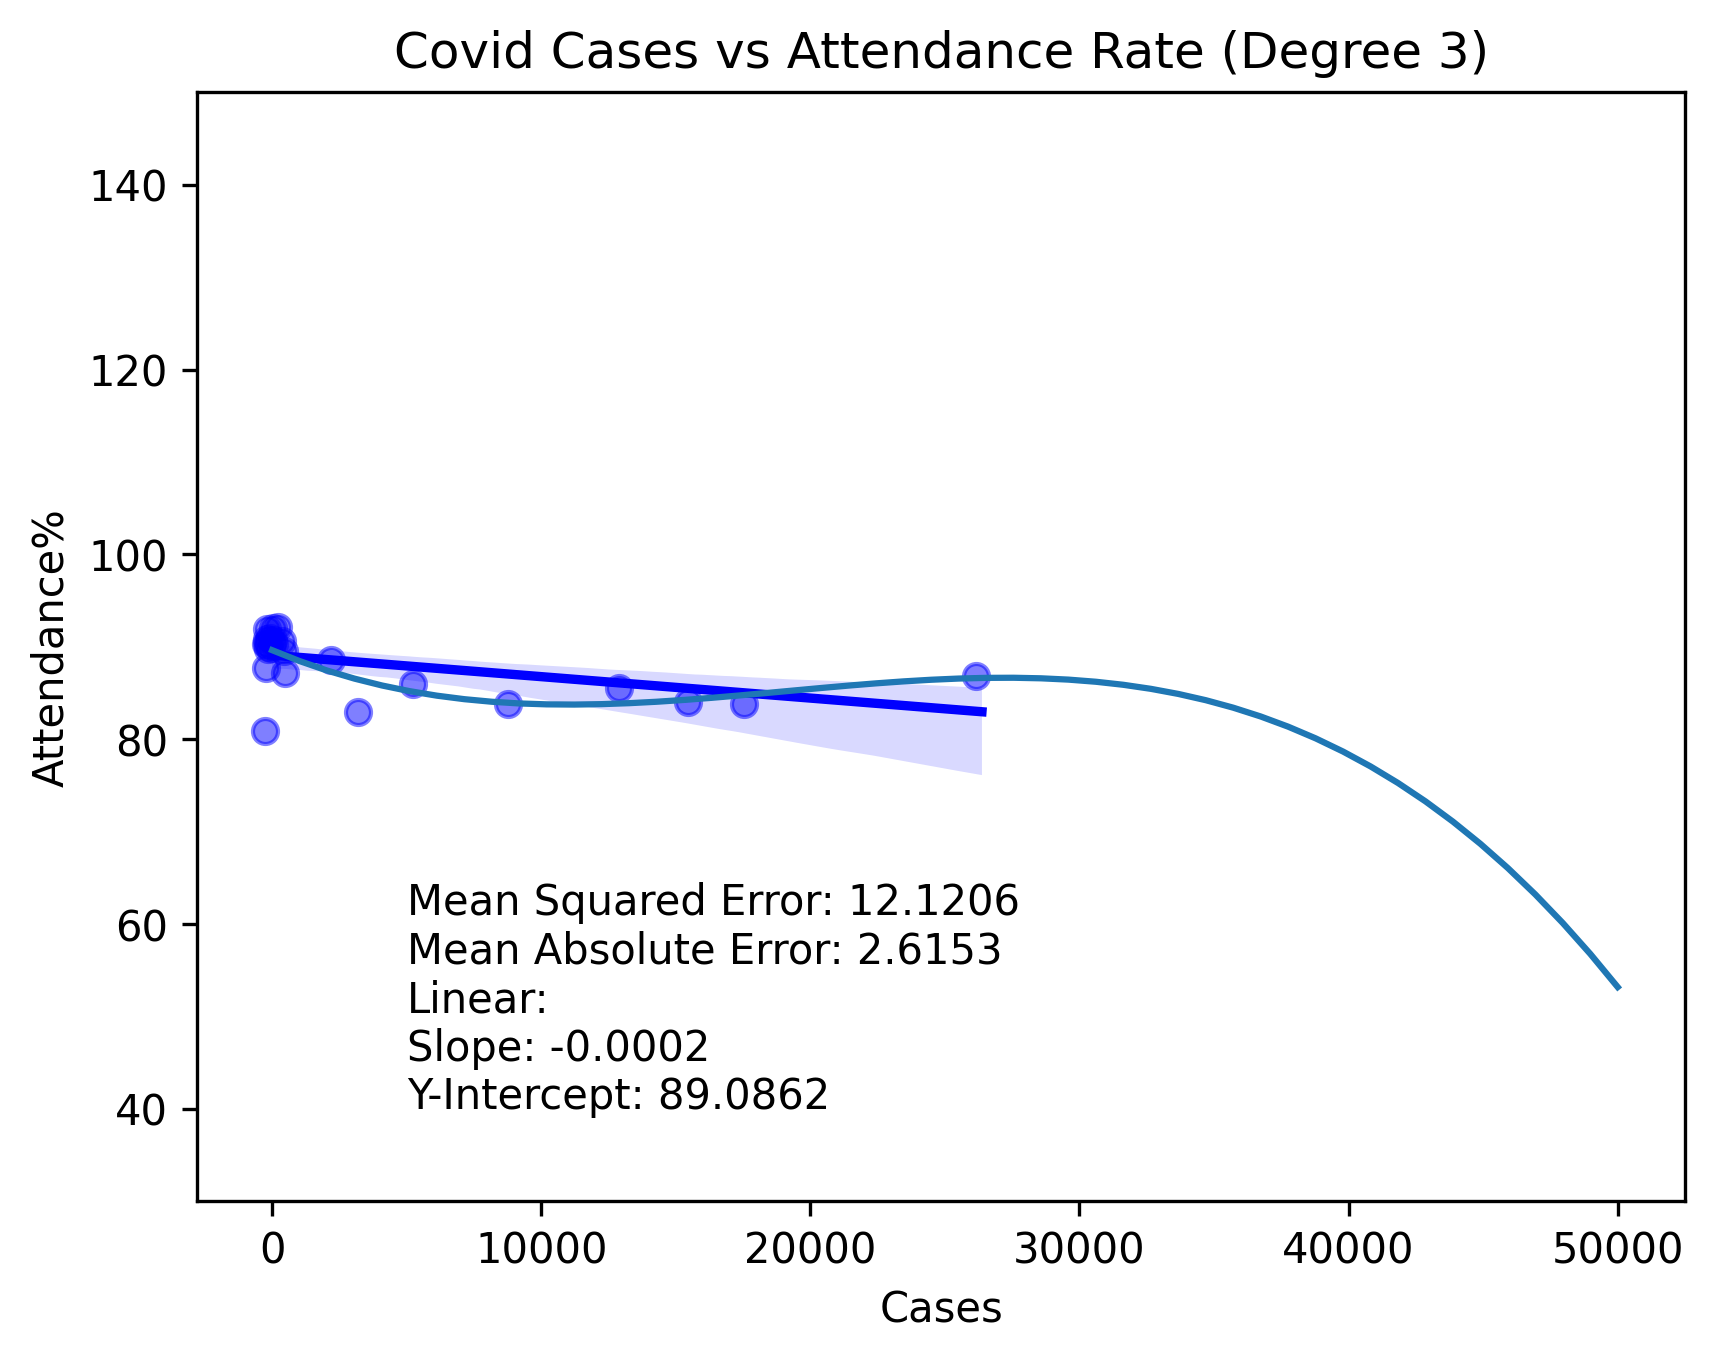 Covid Cases vs Attendance Rate (Degree 3)
140
120
100
80
60
40
Attendance%
Mean Squared Error: 12.1206
Mean Absolute Error: 2.6153
Linear:
Slope: -0.0002
Y-Intercept: 89.0862
0 10000 20000 30000 40000 50000
Cases